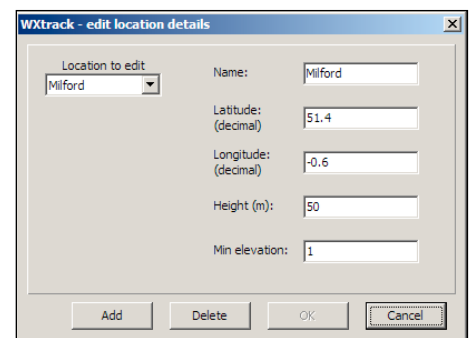 WXtrack - edit location details
Location to edit
Milford
Name:
Milford
Latitude:
(decimal)
51.4
Longitude:
(decimal)
-0.6
Height (m):
50
Min elevation:
1
Add
Delete
OK
Cancel